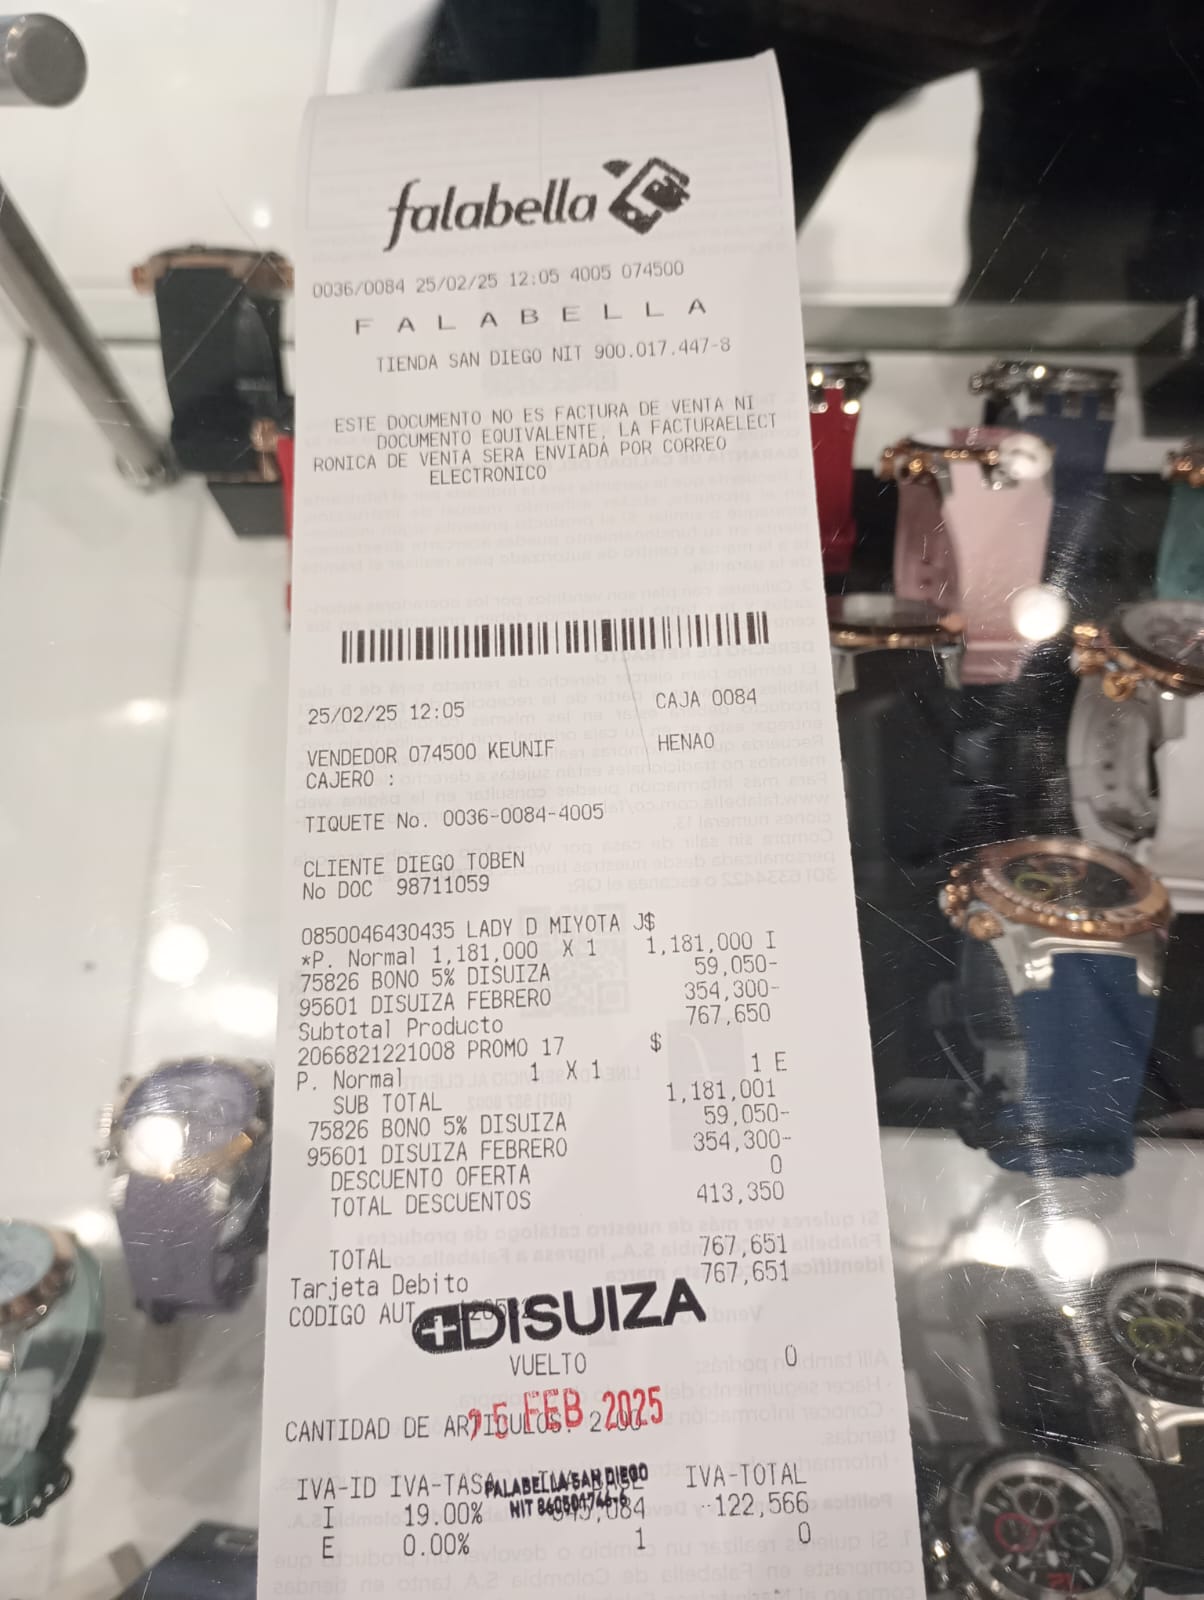 falabella
0036/0084 25/02/25 12:05 4005 074500
F A L A B E L L A
TIENDA SAN DIEGO NIT 900.017.447-8
ESTE DOCUMENTO NO ES FACTURA DE VENTA NI
DOCUMENTO EQUIVALENTE, LA FACTURAELECT
RONICA DE VENTA SERA ENVIADA POR CORREO
ELECTRONICO
25/02/25 12:05 CAJA 0084
VENDEDOR 074500 KEUNIF HENAO
CAJERO :
TIQUETE No. 0036-0084-4005
CLIENTE DIEGO TOBEN
No DOC 98711059
0850046430435 LADY D MIYOTA J$
*P. Normal 1,181,000 X 1 1,181,000 I
75826 BONO 5% DISUIZA 59,050-
95601 DISUIZA FEBRERO 354,300-
Subtotal Producto 767,650
2066821221008 PROMO 17 $
P. Normal 1 X 1 1 E
SUB TOTAL 1,181,001
75826 BONO 5% DISUIZA 59,050-
95601 DISUIZA FEBRERO 354,300-
DESCUENTO OFERTA 0
TOTAL DESCUENTOS 413,350
TOTAL 767,651
Tarjeta Debito 767,651
CODIGO AUT
DISUIZA
VUELTO 0
FEB 2025
CANTIDAD DE ARTICULOS: 2.00
IVA-ID IVA-TASA IVA-TOTAL
FALABELLA SAN DIEGO
I 19.00% 122,566
NIT
E 0.00% 1 0